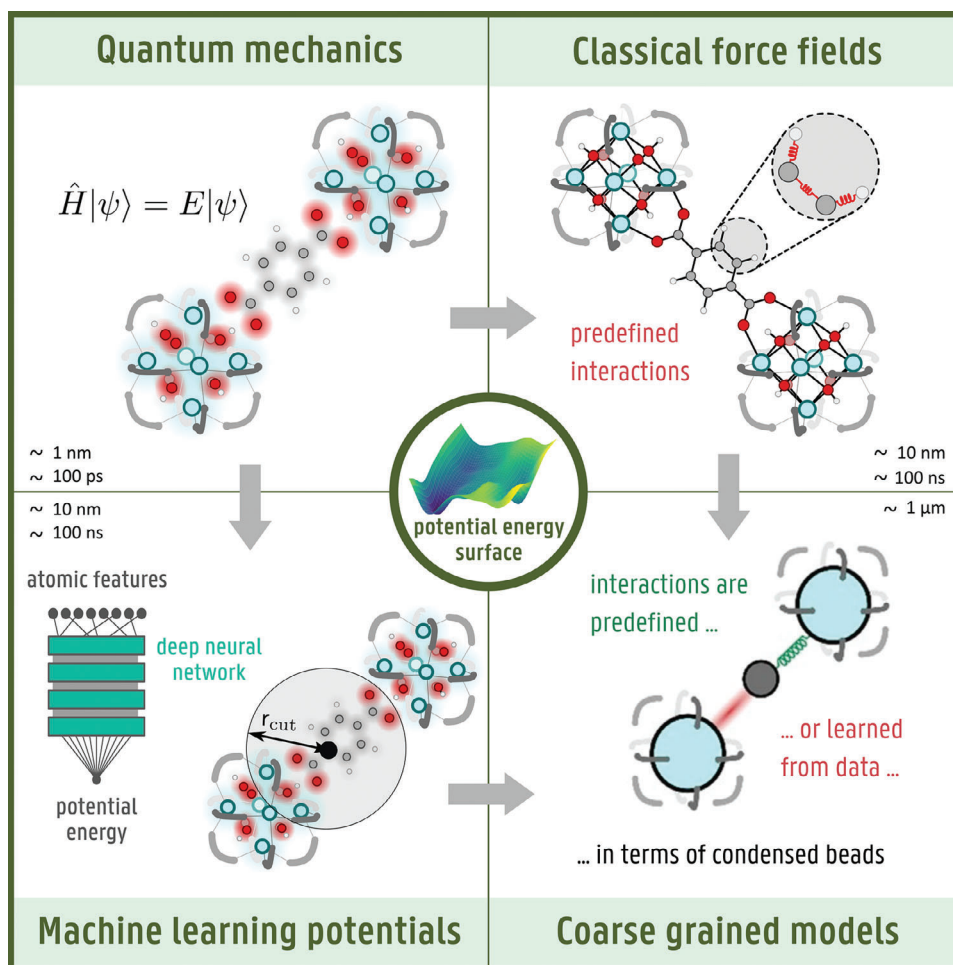 Quantum mechanics
Ĥ|ψ⟩ = E|ψ⟩
~ 1 nm
~ 100 ps
Classical force fields
predefined
interactions
~ 10 nm
~ 100 ns
potential energy
surface
~ 10 nm
~ 100 ns
atomic features
deep neural
network
r_cut
potential
energy
Machine learning potentials
~ 1 μm
interactions are
predefined ...
... or learned
from data ...
... in terms of condensed beads
Coarse grained models